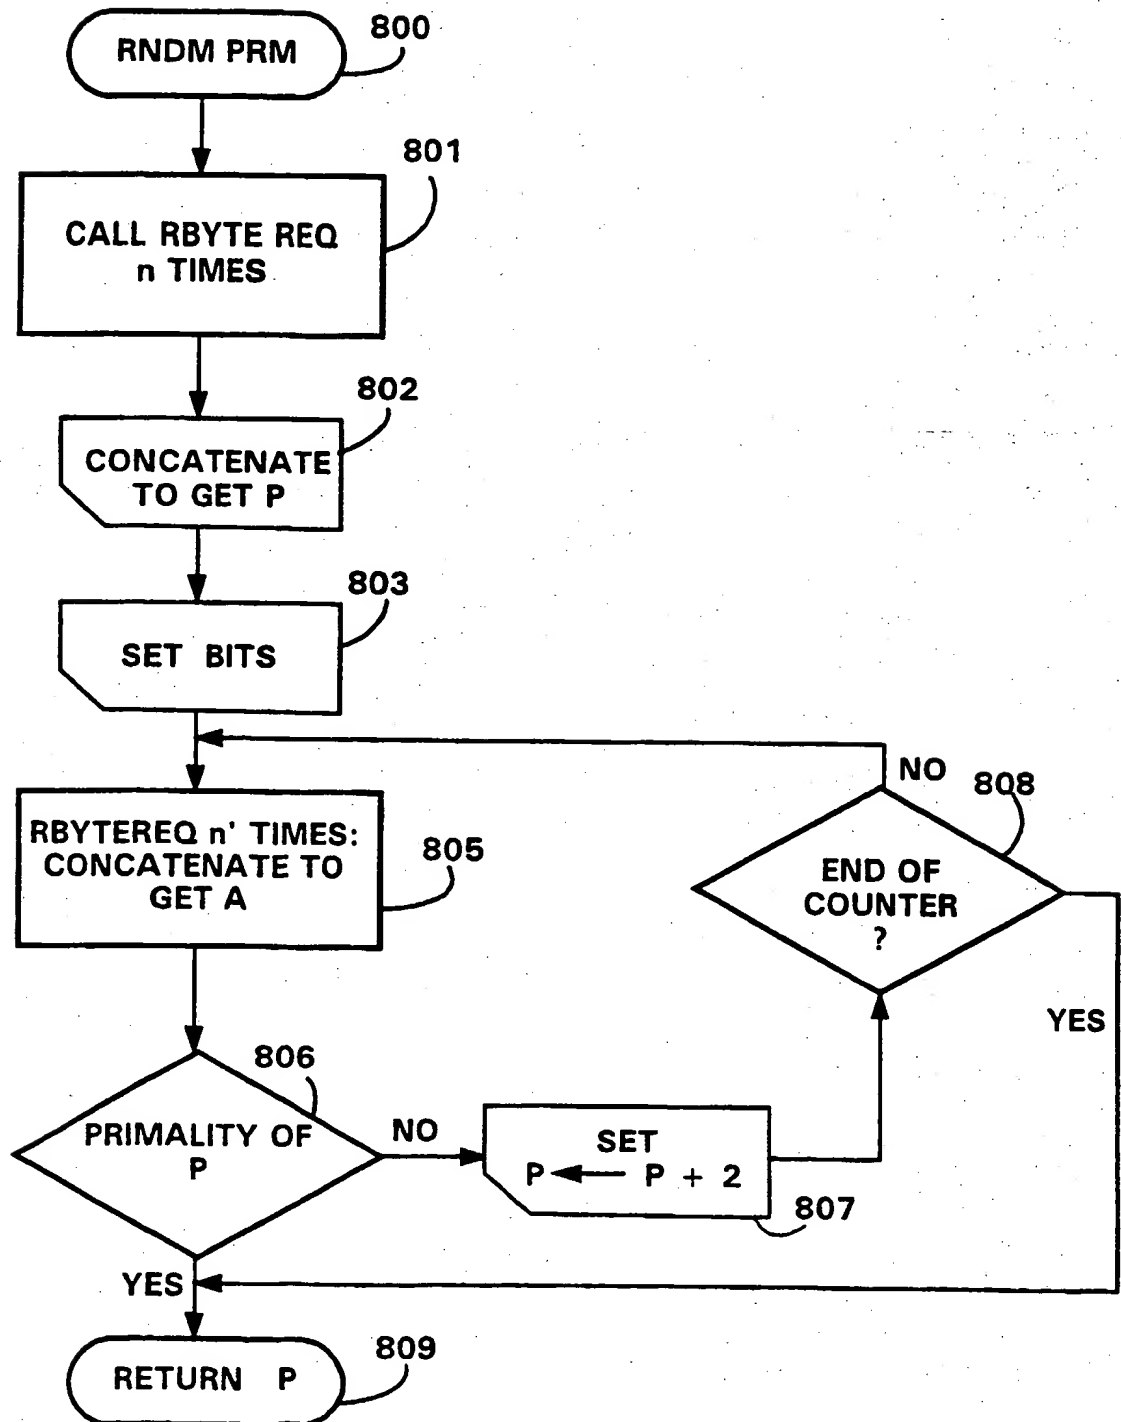 RNDM PRM
800
801
CALL RBYTE REQ
n TIMES
802
CONCATENATE
TO GET P
803
SET BITS
NO
808
RBYTEREQ n' TIMES:
CONCATENATE TO
GET A
805
END OF
COUNTER
?
YES
806
PRIMALITY OF
P
NO
SET
P ← P + 2
807
YES
RETURN P
809